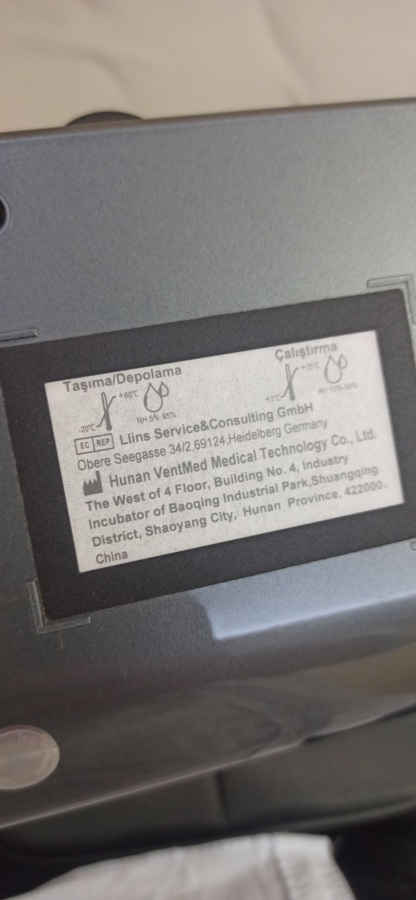 Taşıma/Depolama
Çalıştırma
-20°C +60°C RH 5% 95%
+5°C +35°C
EC REP Llins Service&Consulting GmbH
Obere Seegasse 34/2,69124,Heidelberg Germany
Hunan VentMed Medical Technology Co., Ltd.
The West of 4 Floor, Building No. 4, Industry
Incubator of Baoqing Industrial Park,Shuangqing
District, Shaoyang City, Hunan Province. 422000.
China